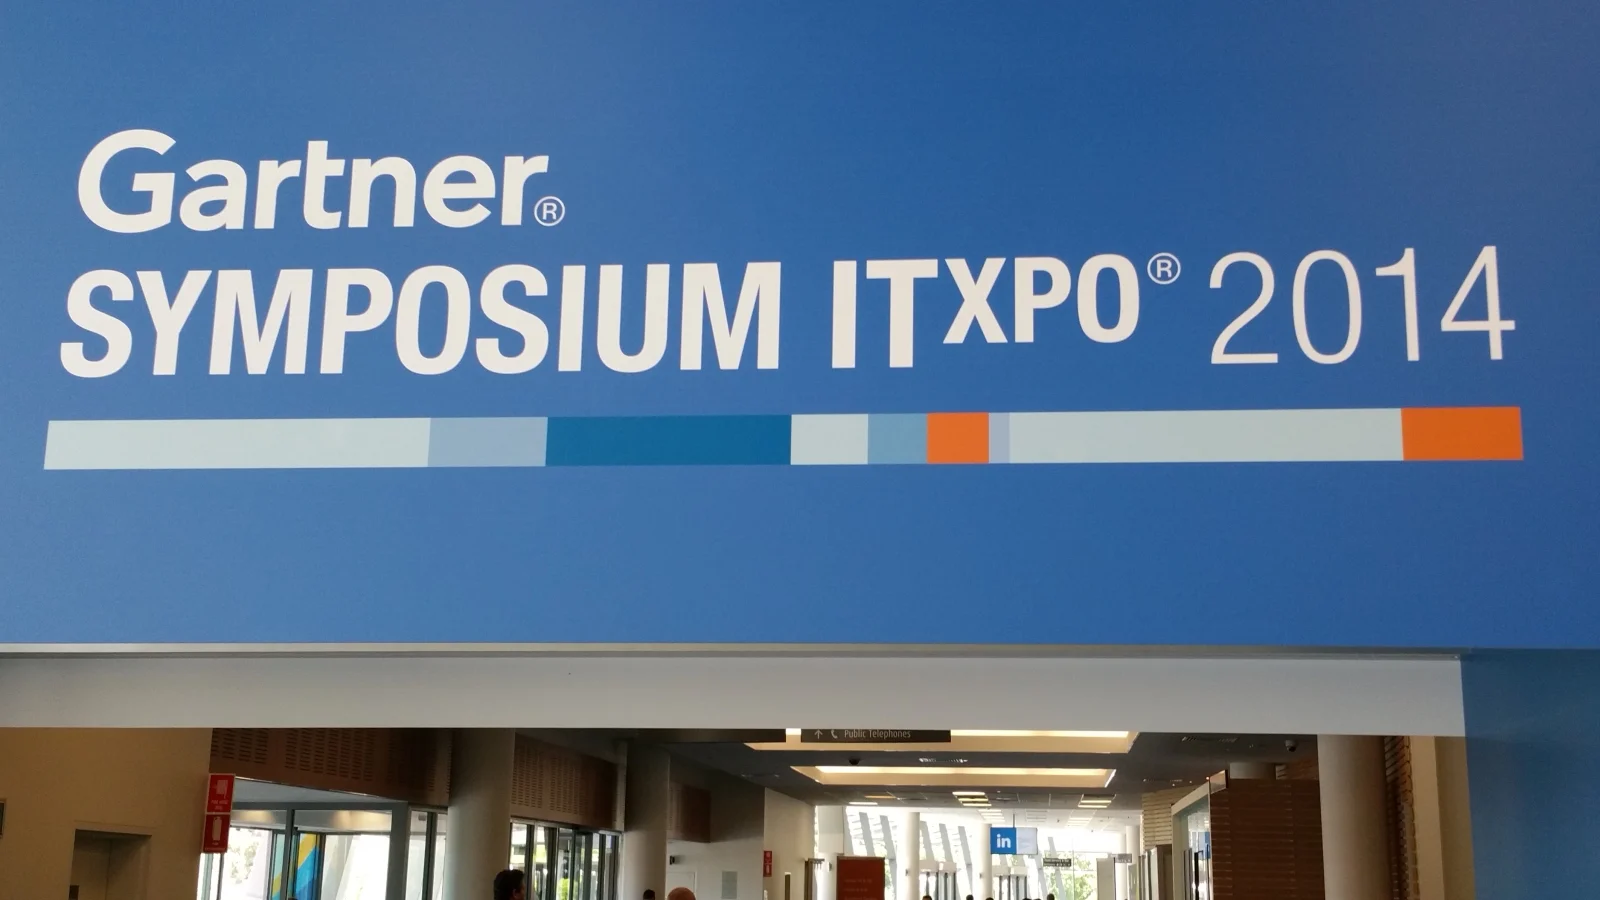 Gartner®
SYMPOSIUM ITXPO® 2014
Public Telephones
in